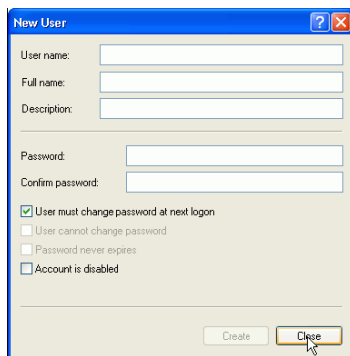 New User
User name:
Full name:
Description:
Password:
Confirm password:
User must change password at next logon
User cannot change password
Password never expires
Account is disabled
Create Close